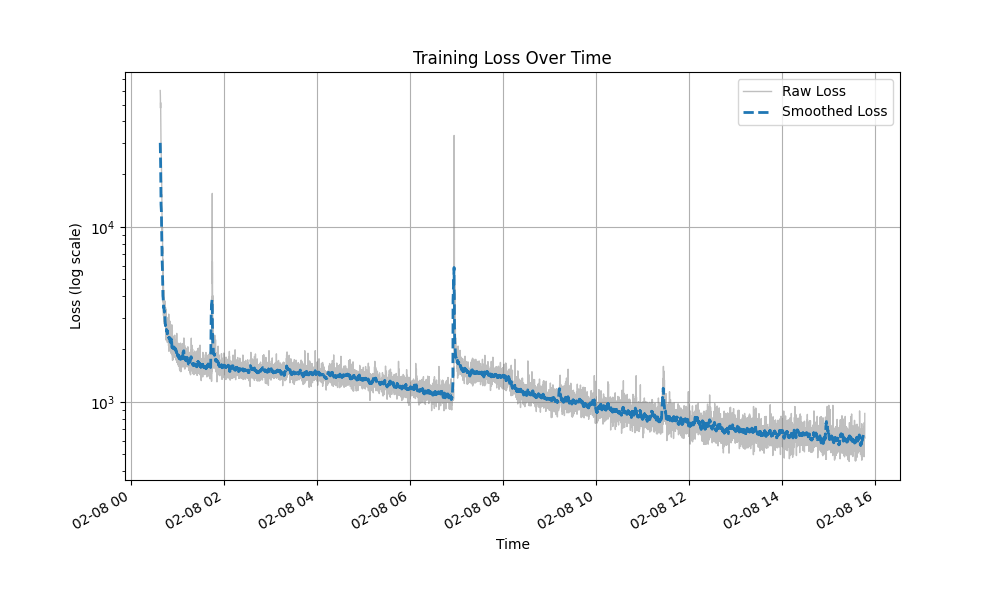 Training Loss Over Time
Raw Loss
Smoothed Loss
Loss (log scale)
10⁴
10³
02-08 00
02-08 02
02-08 04
02-08 06
02-08 08
02-08 10
02-08 12
02-08 14
02-08 16
Time